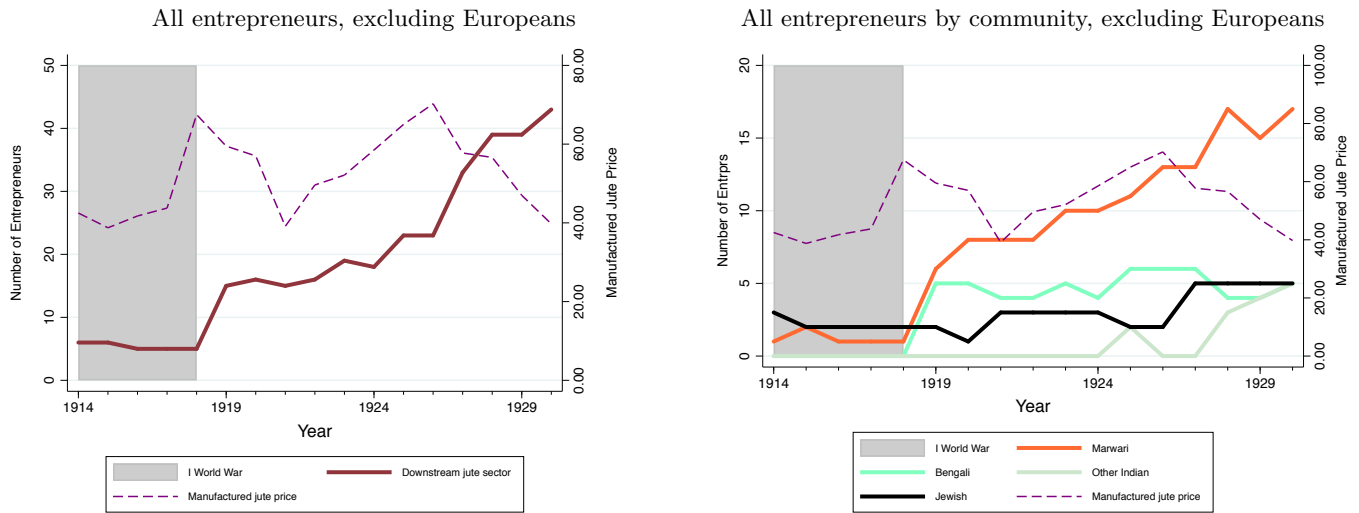 All entrepreneurs, excluding Europeans
50
40
30
20
10
0
Number of Entrepreneurs
80.00
60.00
40.00
20.00
0.00
Manufactured Jute Price
1914
1919
1924
1929
Year
I World War
Downstream jute sector
Manufactured jute price
All entrepreneurs by community, excluding Europeans
20
15
10
5
0
Number of Entrprs
100.00
80.00
60.00
40.00
20.00
0.00
Manufactured Jute Price
1914
1919
1924
1929
Year
I World War
Marwari
Bengali
Other Indian
Jewish
Manufactured jute price